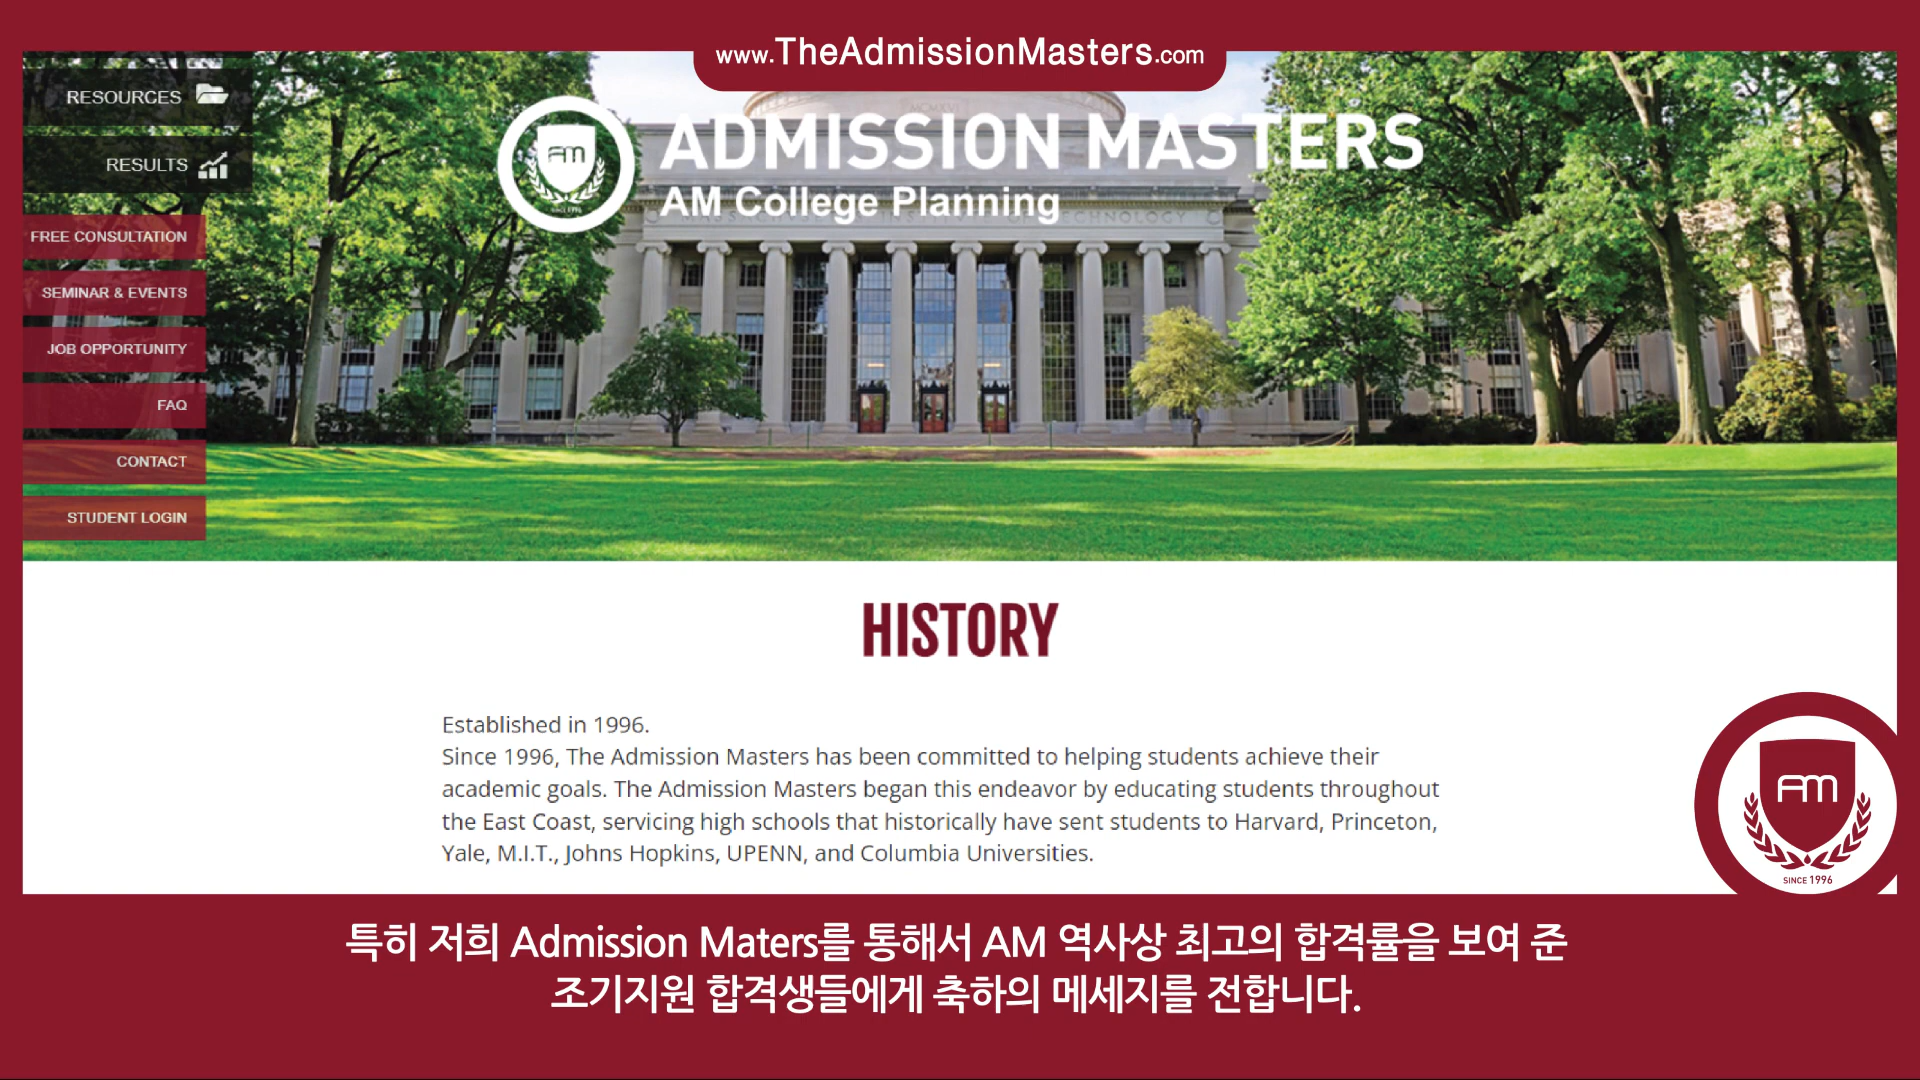 www.TheAdmissionMasters.com
RESOURCES
RESULTS
FREE CONSULTATION
SEMINAR & EVENTS
JOB OPPORTUNITY
FAQ
CONTACT
STUDENT LOGIN
MCMXVI
AM
SINCE 1996
ADMISSION MASTERS
AM College Planning
TECHNOLOGY
HISTORY
Established in 1996.
Since 1996, The Admission Masters has been committed to helping students achieve their
academic goals. The Admission Masters began this endeavor by educating students throughout
the East Coast, servicing high schools that historically have sent students to Harvard, Princeton,
Yale, M.I.T., Johns Hopkins, UPENN, and Columbia Universities.
AM
SINCE 1996
특히 저희 Admission Maters를 통해서 AM 역사상 최고의 합격률을 보여 준
조기지원 합격생들에게 축하의 메세지를 전합니다.